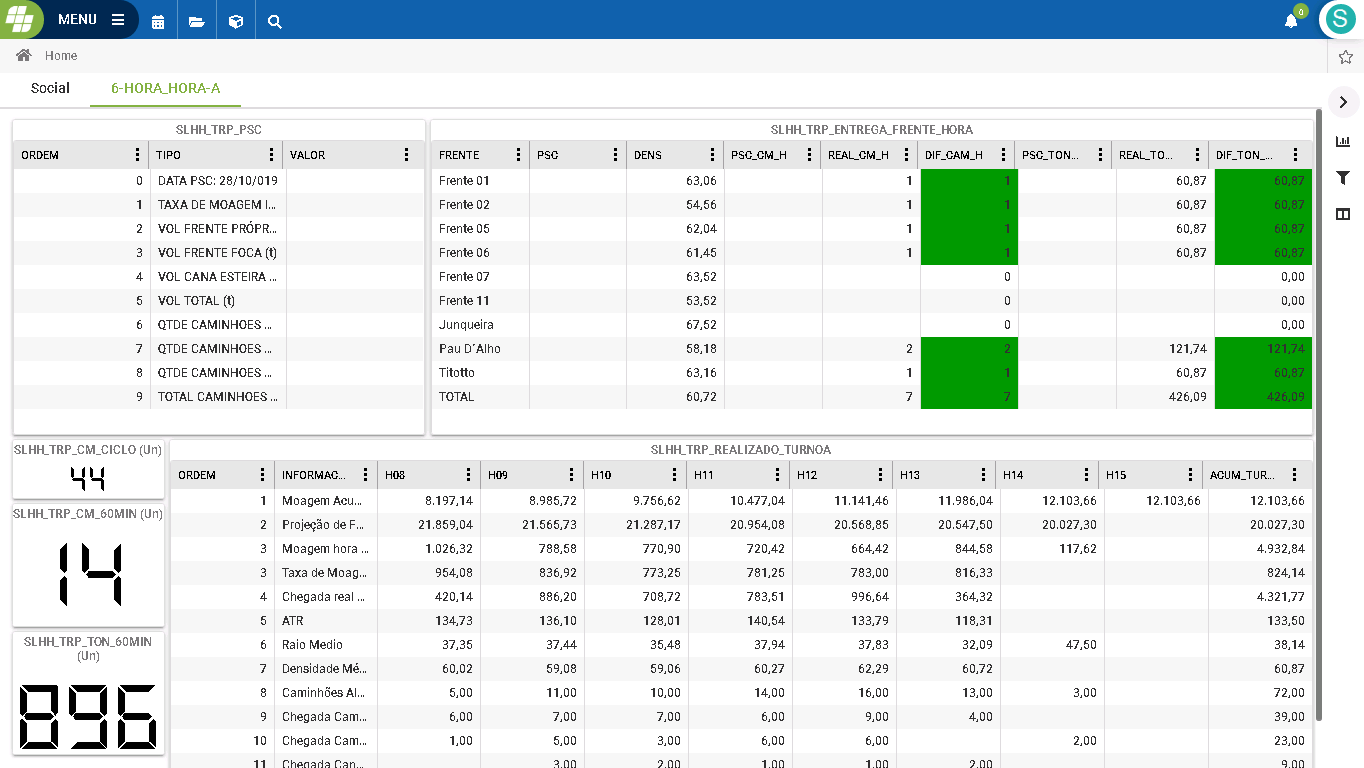 MENU
0
S
Home
Social 6-HORA_HORA-A
SLHH_TRP_PSC
ORDEM TIPO VALOR
0 DATA PSC: 28/10/019
1 TAXA DE MOAGEM I...
2 VOL FRENTE PRÓPR...
3 VOL FRENTE FOCA (t)
4 VOL CANA ESTEIRA ...
5 VOL TOTAL (t)
6 QTDE CAMINHOES ...
7 QTDE CAMINHOES ...
8 QTDE CAMINHOES ...
9 TOTAL CAMINHOES ...
SLHH_TRP_ENTREGA_FRENTE_HORA
FRENTE PSC DENS PSC_CM_H REAL_CM_H DIF_CAM_H PSC_TON... REAL_TO... DIF_TON_...
Frente 01 63,06 1 1 60,87 60,87
Frente 02 54,56 1 1 60,87 60,87
Frente 05 62,04 1 1 60,87 60,87
Frente 06 61,45 1 1 60,87 60,87
Frente 07 63,52 0 0,00
Frente 11 53,52 0 0,00
Junqueira 67,52 0 0,00
Pau D´Alho 58,18 2 2 121,74 121,74
Titotto 63,16 1 1 60,87 60,87
TOTAL 60,72 7 7 426,09 426,09
SLHH_TRP_CM_CICLO (Un)
44
SLHH_TRP_CM_60MIN (Un)
14
SLHH_TRP_TON_60MIN
(Un)
896
SLHH_TRP_REALIZADO_TURNOA
ORDEM INFORMAC... H08 H09 H10 H11 H12 H13 H14 H15 ACUM_TUR...
1 Moagem Acu... 8.197,14 8.985,72 9.756,62 10.477,04 11.141,46 11.986,04 12.103,66 12.103,66 12.103,66
2 Projeção de F... 21.859,04 21.565,73 21.287,17 20.954,08 20.568,85 20.547,50 20.027,30 20.027,30
3 Moagem hora ... 1.026,32 788,58 770,90 720,42 664,42 844,58 117,62 4.932,84
3 Taxa de Moag... 954,08 836,92 773,25 781,25 783,00 816,33 824,14
4 Chegada real ... 420,14 886,20 708,72 783,51 996,64 364,32 4.321,77
5 ATR 134,73 136,10 128,01 140,54 133,79 118,31 133,50
6 Raio Medio 37,35 37,44 35,48 37,94 37,83 32,09 47,50 38,14
7 Densidade Mé... 60,02 59,08 59,06 60,27 62,29 60,72 60,87
8 Caminhões Al... 5,00 11,00 10,00 14,00 16,00 13,00 3,00 72,00
9 Chegada Cam... 6,00 7,00 7,00 6,00 9,00 4,00 39,00
10 Chegada Cam... 1,00 5,00 3,00 6,00 6,00 2,00 23,00
11 Chegada Cam... 3,00 2,00 1,00 1,00 2,00 9,00